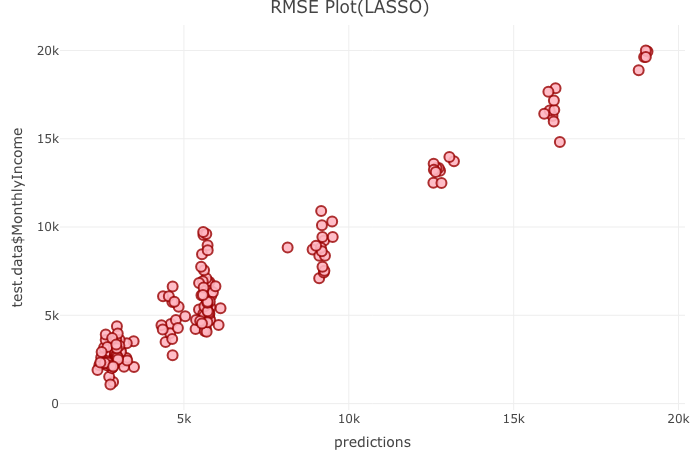 RMSE Plot(LASSO)
20k
15k
10k
5k
0
test.data$MonthlyIncome
5k
10k
15k
20k
predictions